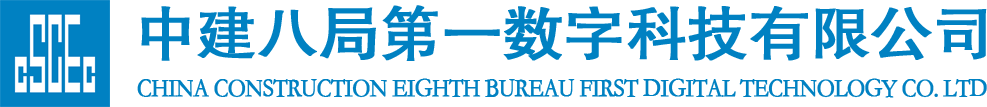 CSCEC
中建八局第一数字科技有限公司
CHINA CONSTRUCTION EIGHTH BUREAU FIRST DIGITAL TECHNOLOGY CO. LTD